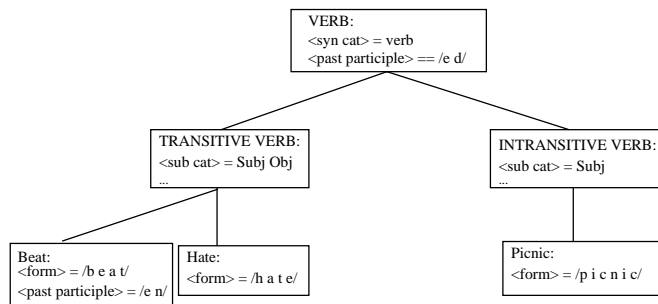 VERB:
<syn cat> = verb
<past participle> == /e d/
TRANSITIVE VERB:
<sub cat> = Subj Obj
...
INTRANSITIVE VERB:
<sub cat> = Subj
...
Beat:
<form> = /b e a t/
<past participle> = /e n/
Hate:
<form> = /h a t e/
Picnic:
<form> = /p i c n i c/